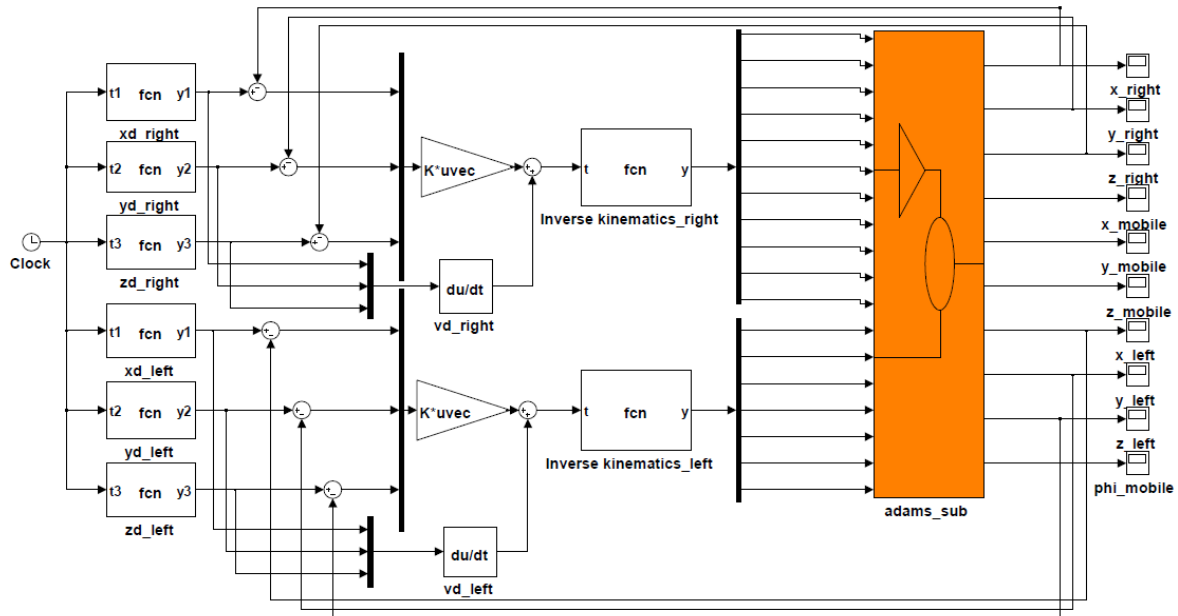 t1 fcn y1
xd_right
t2 fcn y2
yd_right
t3 fcn y3
zd_right
Clock
t1 fcn y1
xd_left
t2 fcn y2
yd_left
t3 fcn y3
zd_left
+ -
+ -
+ -
+ -
+ -
+ -
K*uvec
+ +
du/dt
vd_right
t fcn y
Inverse kinematics_right
K*uvec
+ +
du/dt
vd_left
t fcn y
Inverse kinematics_left
adams_sub
x_right
y_right
z_right
x_mobile
y_mobile
z_mobile
x_left
y_left
z_left
phi_mobile